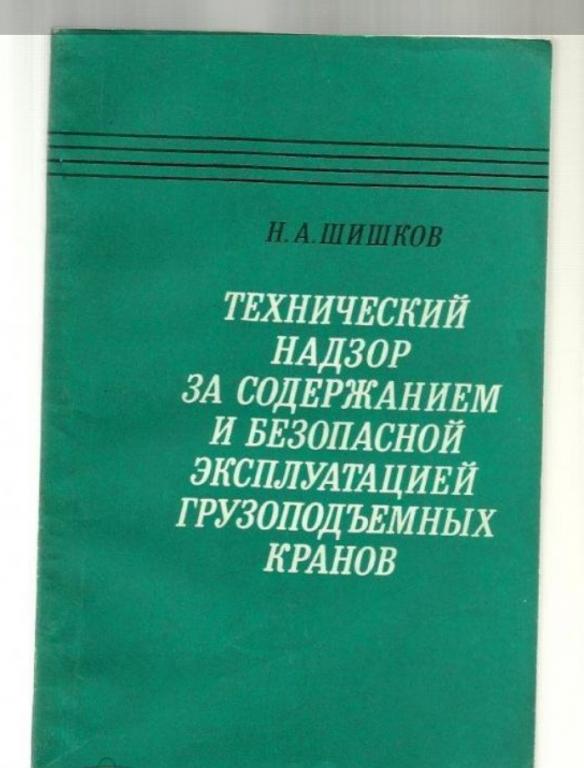 Н. А. ШИШКОВ
ТЕХНИЧЕСКИЙ
НАДЗОР
ЗА СОДЕРЖАНИЕМ
И БЕЗОПАСНОЙ
ЭКСПЛУАТАЦИЕЙ
ГРУЗОПОДЪЕМНЫХ
КРАНОВ